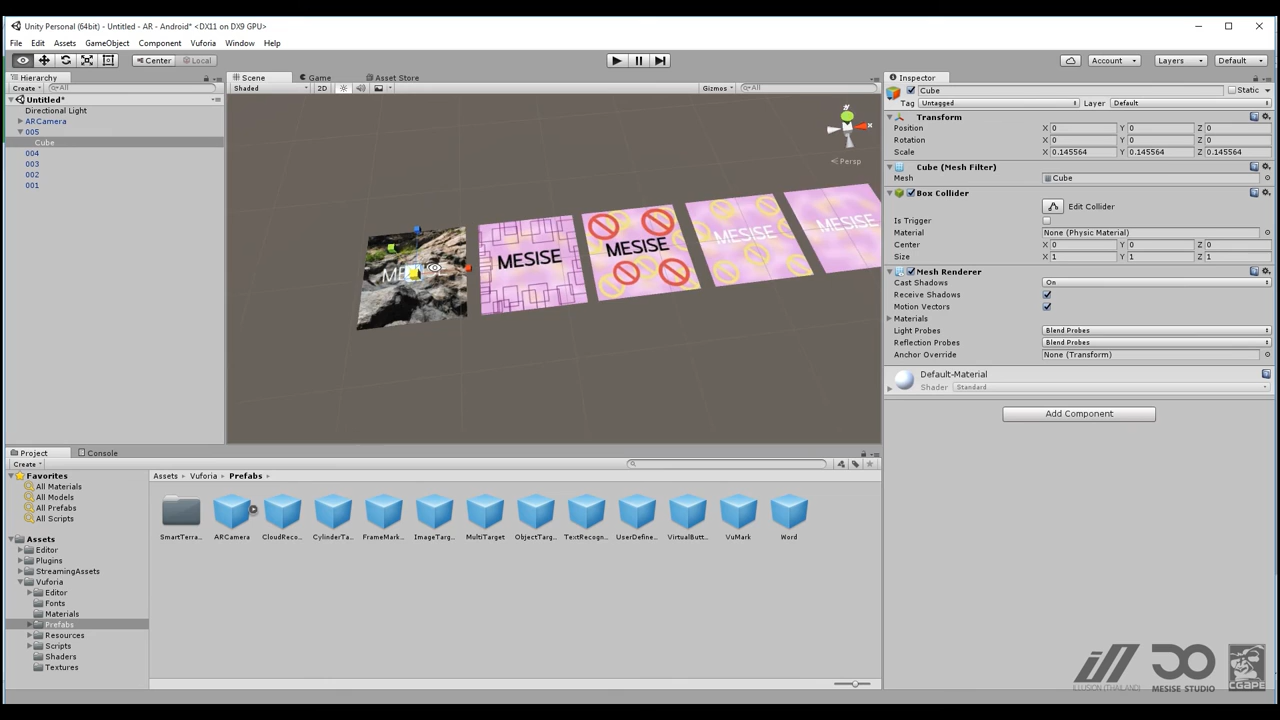 Unity Personal (64bit) - Untitled - AR - Android* <DX11 on DX9 GPU>
File Edit Assets GameObject Component Vuforia Window Help
Center Local
Account Layers Default
Hierarchy
Create All
Untitled*
Directional Light
ARCamera
005
Cube
004
003
002
001
Scene Game Asset Store
Shaded 2D Gizmos All
y
x
Persp
MESISE
MESISE
MESISE
MESISE
MESISE
Inspector
Cube Static
Tag Untagged Layer Default
Transform
Position X 0 Y 0 Z 0
Rotation X 0 Y 0 Z 0
Scale X 0.145564 Y 0.145564 Z 0.145564
Cube (Mesh Filter)
Mesh Cube
Box Collider
Edit Collider
Is Trigger
Material None (Physic Material)
Center X 0 Y 0 Z 0
Size X 1 Y 1 Z 1
Mesh Renderer
Cast Shadows On
Receive Shadows
Motion Vectors
Materials
Light Probes Blend Probes
Reflection Probes Blend Probes
Anchor Override None (Transform)
Default-Material
Shader Standard
Add Component
Project Console
Create
Favorites
All Materials
All Models
All Prefabs
All Scripts
Assets
Editor
Plugins
StreamingAssets
Vuforia
Editor
Fonts
Materials
Prefabs
Resources
Scripts
Shaders
Textures
Assets Vuforia Prefabs
SmartTerra... ARCamera CloudReco... CylinderTa... FrameMark... ImageTarg... MultiTarget ObjectTarg... TextRecogn... UserDefine... VirtualButt... VuMark Word
ILLUSION (THAILAND)
MESISE STUDIO
CGAPE